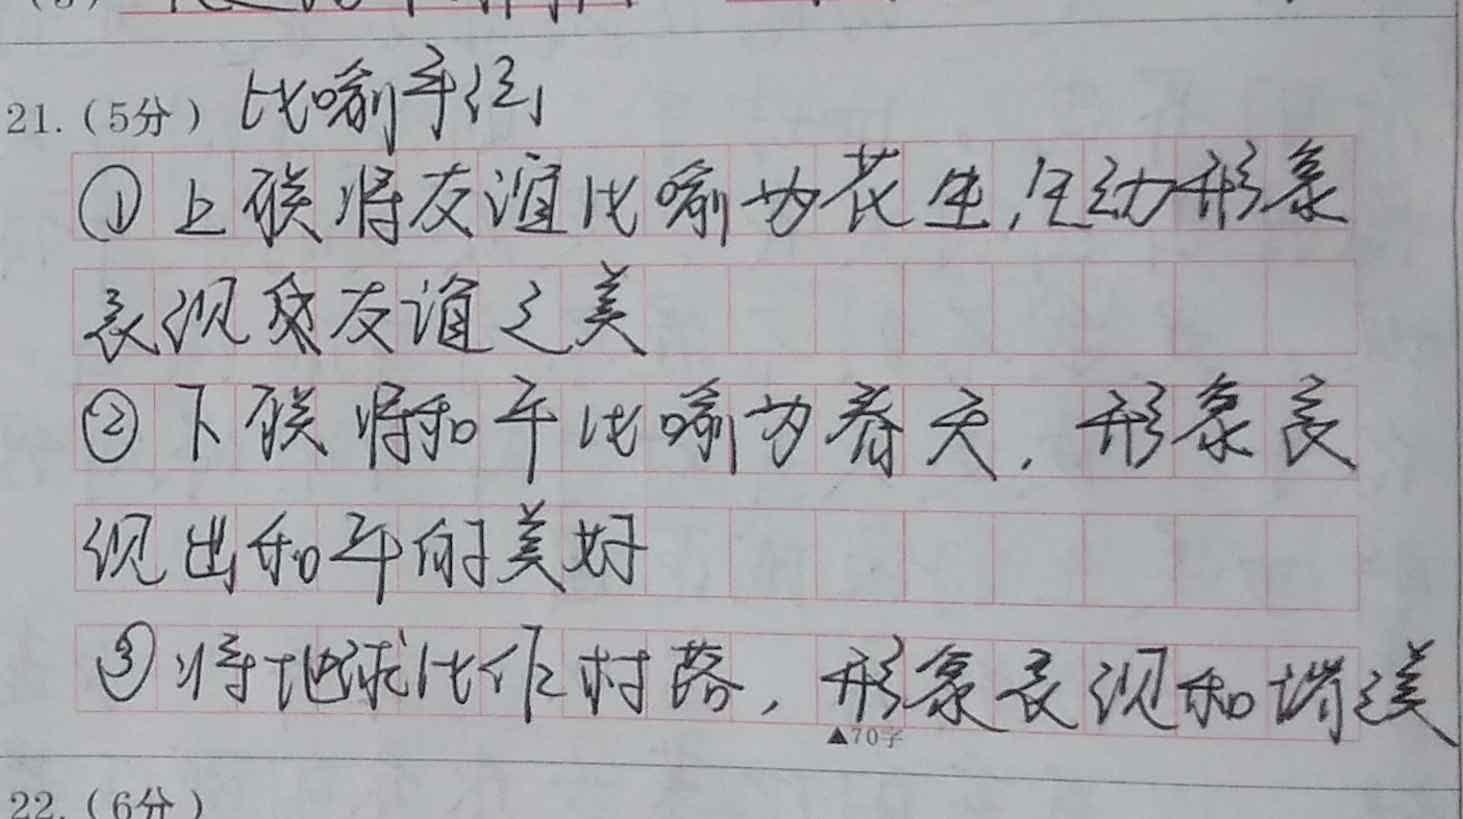 21.（5分）比喻手法
①上联将友谊比喻为花生，生动形象
表现友谊之美
②下联将和平比喻为春天，形象表
现出和平的美好
③将地球比作村落，形象表现和谐之美
▲70字
22.（6分）